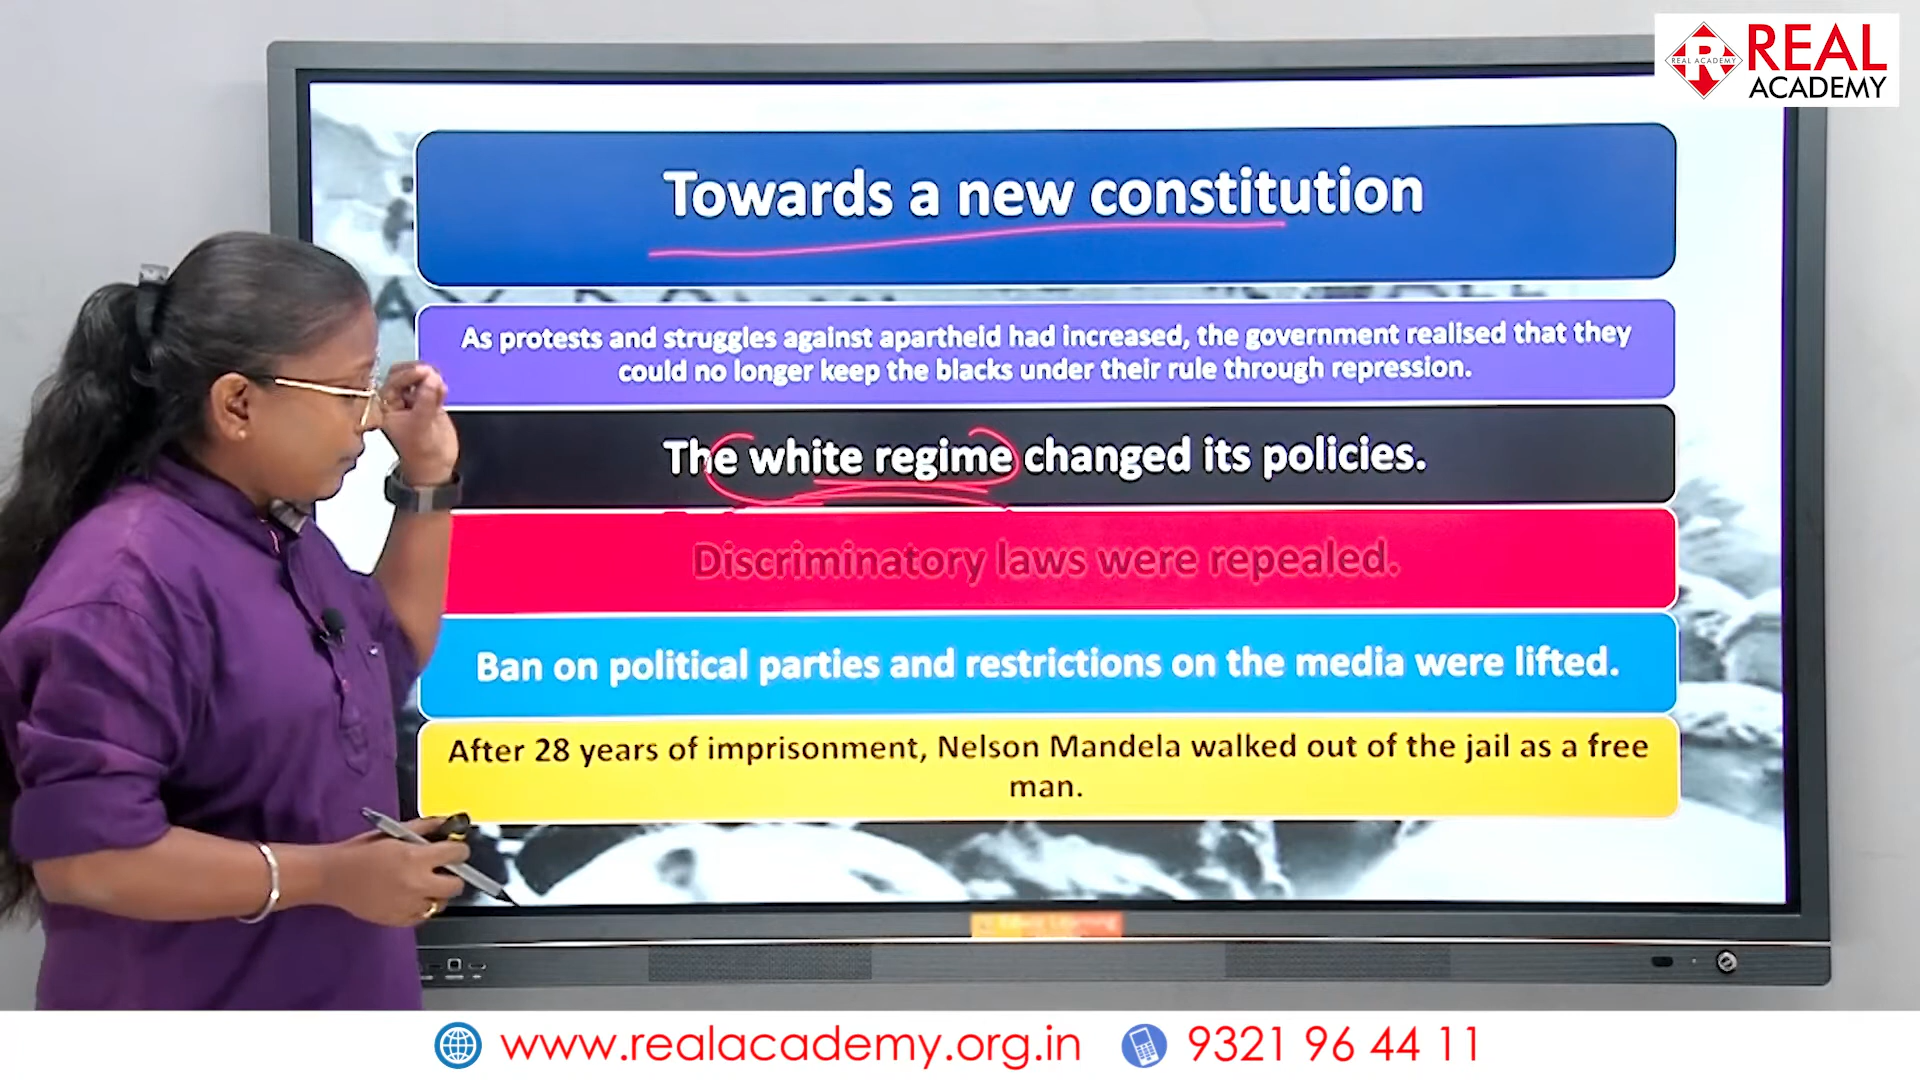 REAL ACADEMY
REAL
ACADEMY
Towards a new constitution
As protests and struggles against apartheid had increased, the government realised that they
could no longer keep the blacks under their rule through repression.
The white regime changed its policies.
Discriminatory laws were repealed.
Ban on political parties and restrictions on the media were lifted.
After 28 years of imprisonment, Nelson Mandela walked out of the jail as a free
man.
www.realacademy.org.in 9321 96 44 11